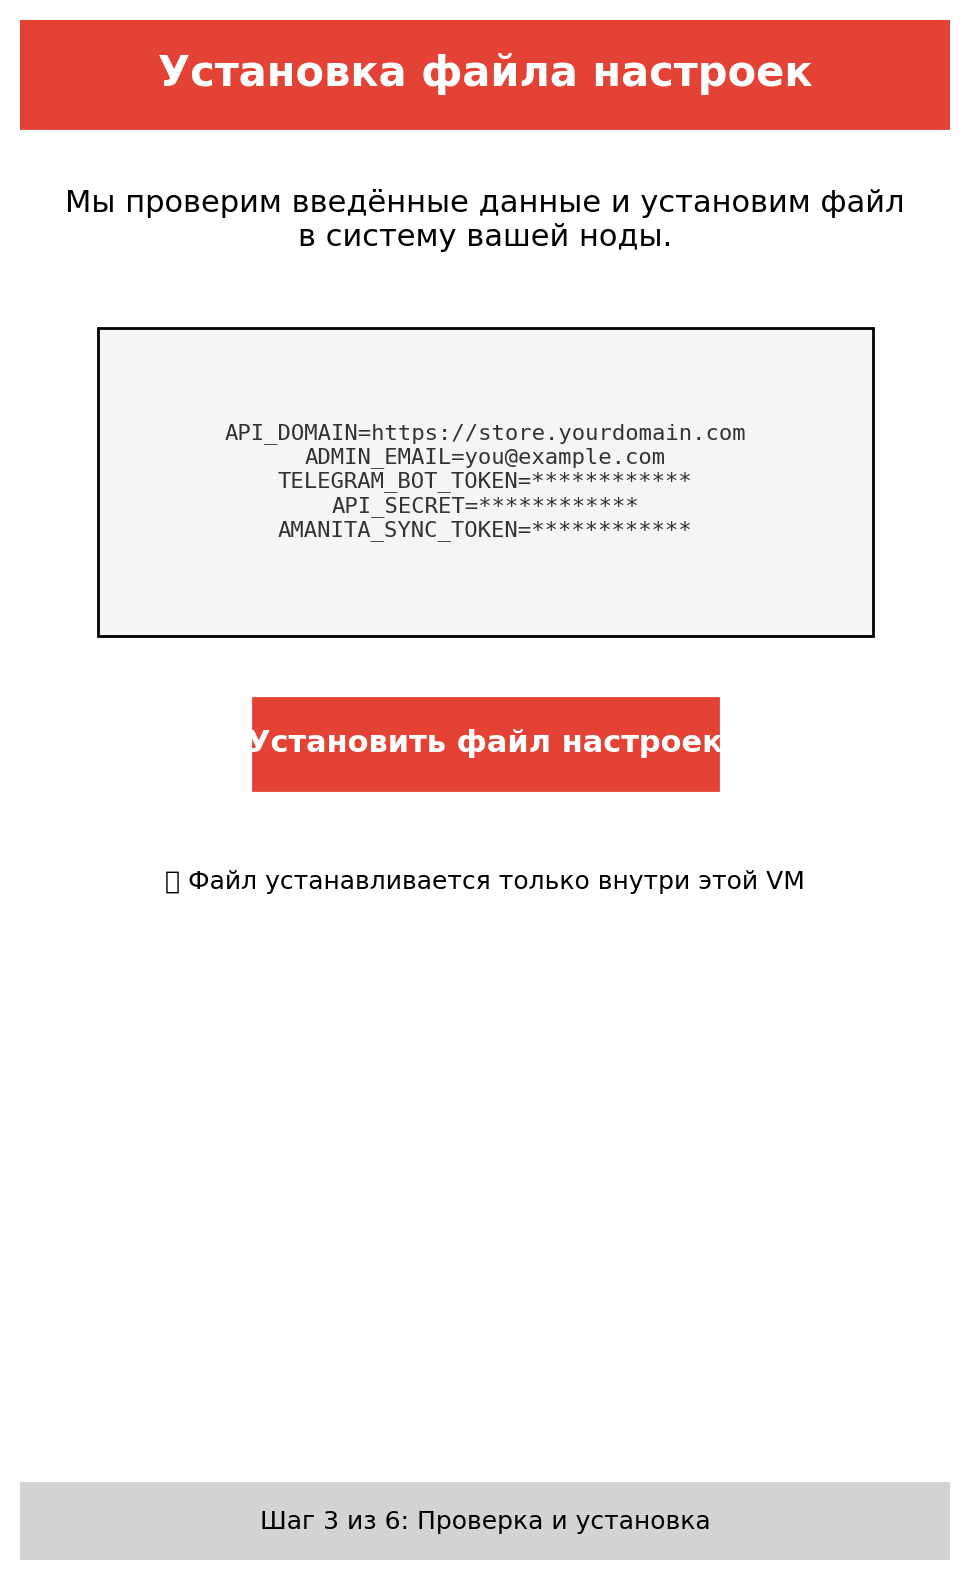 Установка файла настроек
Мы проверим введённые данные и установим файл
в систему вашей ноды.
API_DOMAIN=https://store.yourdomain.com
ADMIN_EMAIL=you@example.com
TELEGRAM_BOT_TOKEN=************
API_SECRET=************
AMANITA_SYNC_TOKEN=************
Установить файл настроек
Файл устанавливается только внутри этой VM
Шаг 3 из 6: Проверка и установка